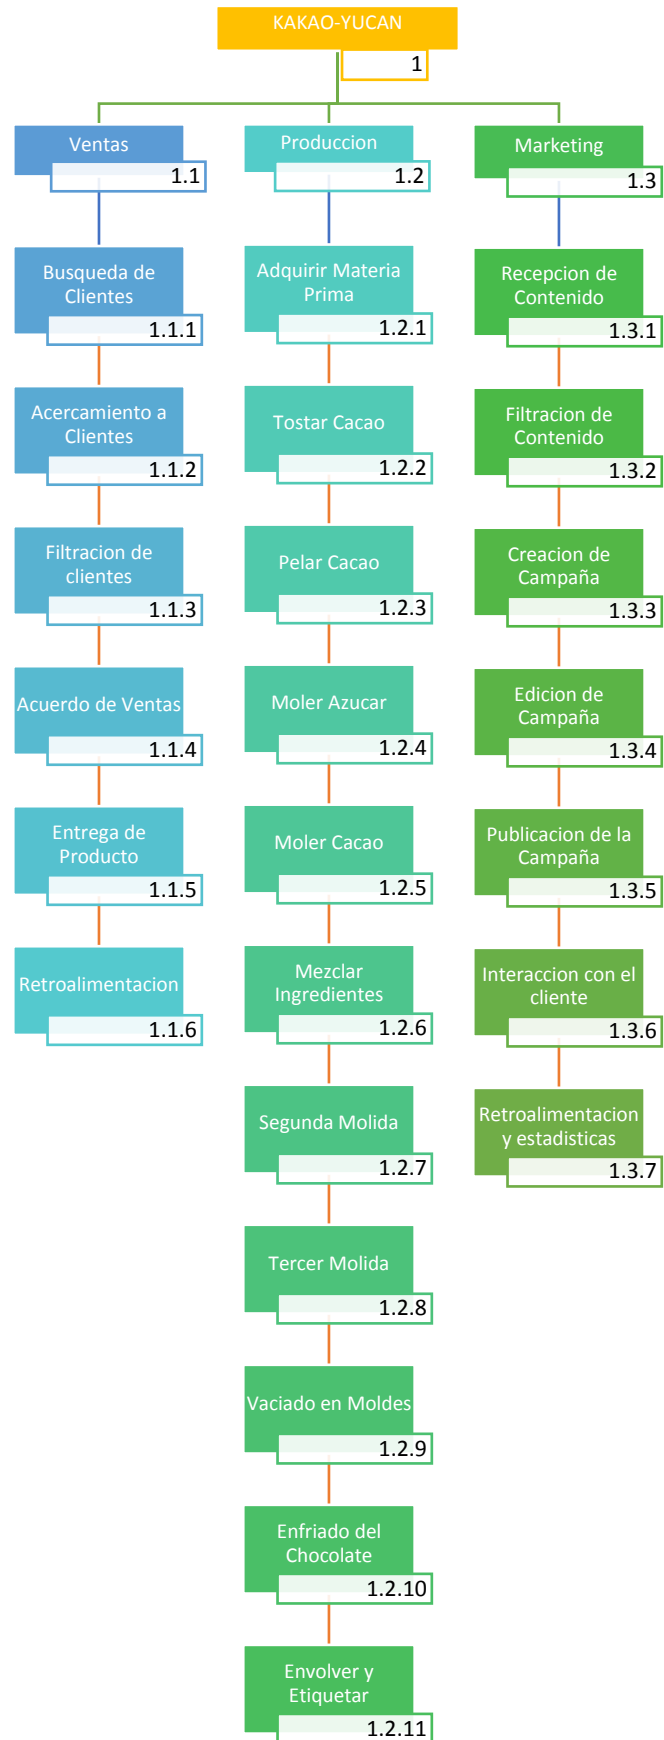 KAKAO-YUCAN
1
Ventas
1.1
Busqueda de
Clientes
1.1.1
Acercamiento a
Clientes
1.1.2
Filtracion de
clientes
1.1.3
Acuerdo de Ventas
1.1.4
Entrega de
Producto
1.1.5
Retroalimentacion
1.1.6
Produccion
1.2
Adquirir Materia
Prima
1.2.1
Tostar Cacao
1.2.2
Pelar Cacao
1.2.3
Moler Azucar
1.2.4
Moler Cacao
1.2.5
Mezclar
Ingredientes
1.2.6
Segunda Molida
1.2.7
Tercer Molida
1.2.8
Vaciado en Moldes
1.2.9
Enfriado del
Chocolate
1.2.10
Envolver y
Etiquetar
1.2.11
Marketing
1.3
Recepcion de
Contenido
1.3.1
Filtracion de
Contenido
1.3.2
Creacion de
Campaña
1.3.3
Edicion de
Campaña
1.3.4
Publicacion de la
Campaña
1.3.5
Interaccion con el
cliente
1.3.6
Retroalimentacion
y estadisticas
1.3.7